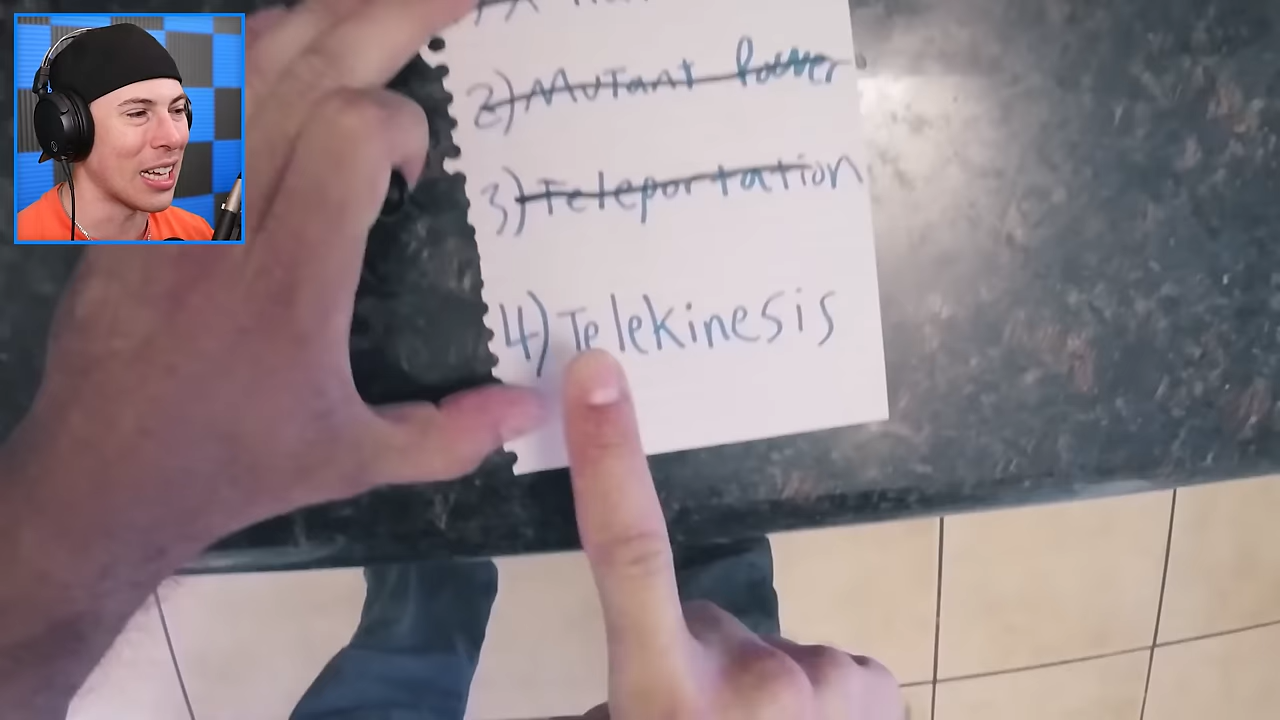 2) Mutant Power
3) Teleportation
4) Telekinesis